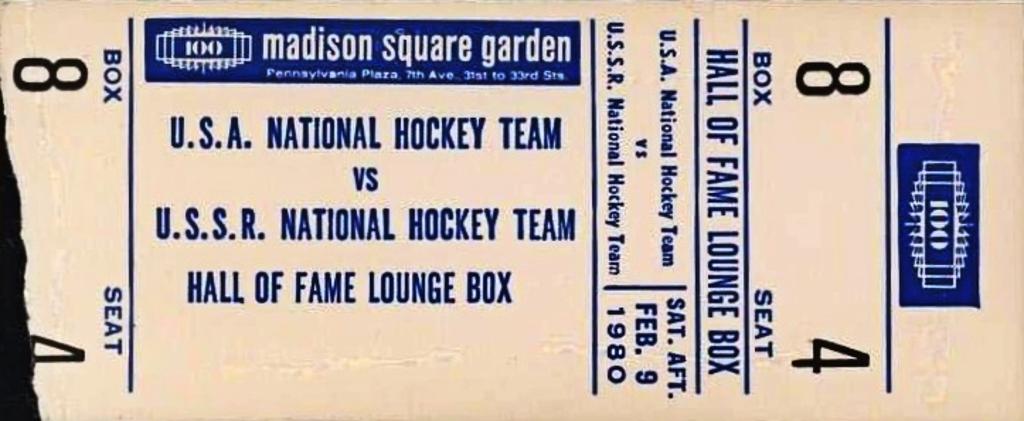 BOX 8
SEAT 4
100 madison square garden
Pennsylvania Plaza, 7th Ave., 31st to 33rd Sts.
U.S.A. NATIONAL HOCKEY TEAM
VS
U.S.S.R. NATIONAL HOCKEY TEAM
HALL OF FAME LOUNGE BOX
U.S.A. National Hockey Team
vs
U.S.S.R. National Hockey Team
SAT. AFT.
FEB. 9
1980
HALL OF FAME LOUNGE BOX
BOX 8
SEAT 4
100